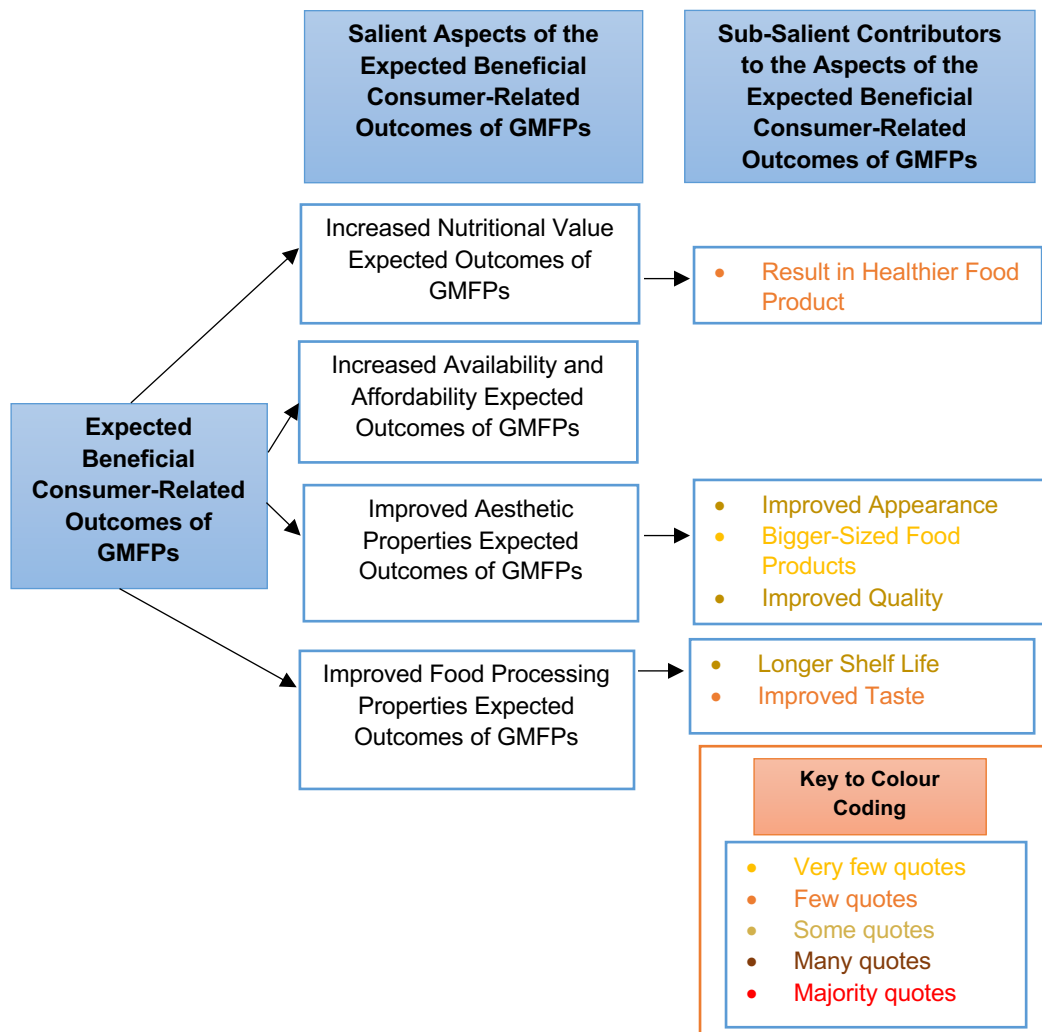 Salient Aspects of the
Expected Beneficial
Consumer-Related
Outcomes of GMFPs
Sub-Salient Contributors
to the Aspects of the
Expected Beneficial
Consumer-Related
Outcomes of GMFPs
Expected
Beneficial
Consumer-Related
Outcomes of
GMFPs
Increased Nutritional Value
Expected Outcomes of
GMFPs
• Result in Healthier Food
Product
Increased Availability and
Affordability Expected
Outcomes of GMFPs
Improved Aesthetic
Properties Expected
Outcomes of GMFPs
• Improved Appearance
• Bigger-Sized Food
Products
• Improved Quality
Improved Food Processing
Properties Expected
Outcomes of GMFPs
• Longer Shelf Life
• Improved Taste
Key to Colour
Coding
• Very few quotes
• Few quotes
• Some quotes
• Many quotes
• Majority quotes